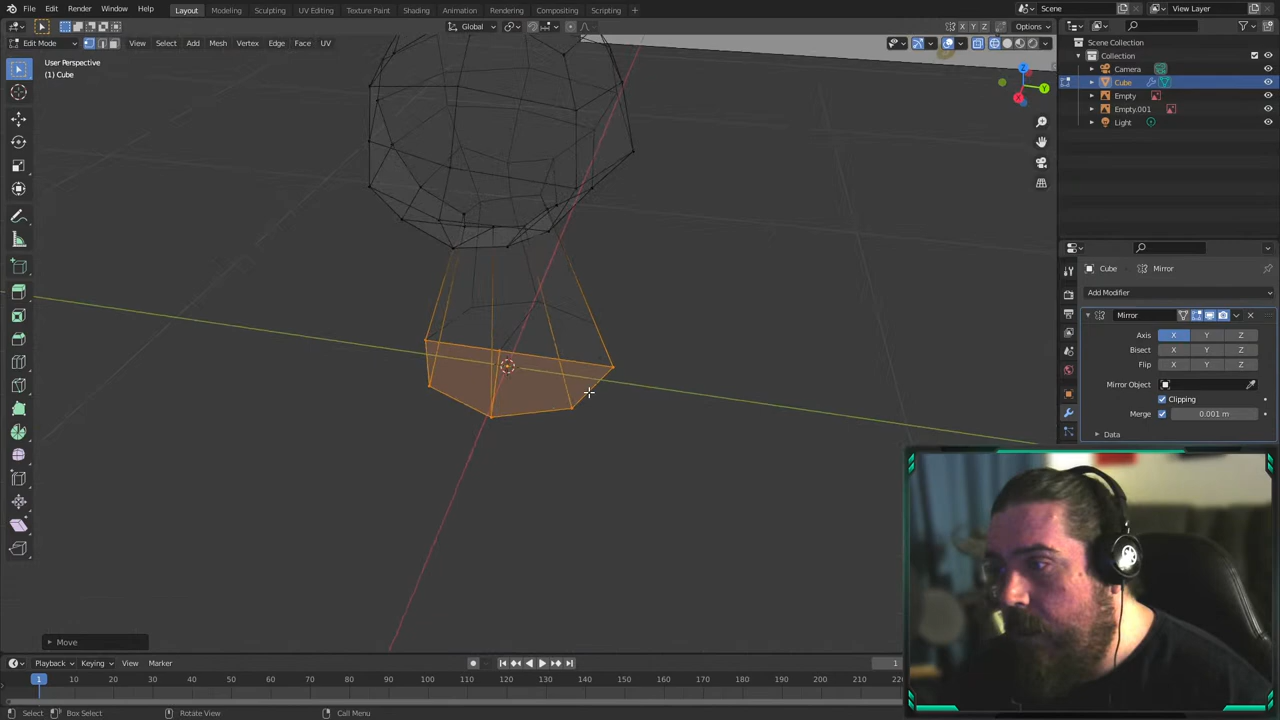 File Edit Render Window Help Layout Modeling Sculpting UV Editing Texture Paint Shading Animation Rendering Compositing Scripting + Scene View Layer
Global X Y Z Options
Edit Mode View Select Add Mesh Vertex Edge Face UV
User Perspective
(1) Cube
Z
Y
X
Scene Collection
Collection
Camera
Cube
Empty
Empty.001
Light
Cube Mirror
Add Modifier
Mirror
Axis X Y Z
Bisect X Y Z
Flip X Y Z
Mirror Object
Clipping
Merge 0.001 m
Data
Move
Playback Keying View Marker 1
1 10 20 30 40 50 60 70 80 90 100 110 120 130 140 150 160 170 180 190 200 210 22
Select Box Select Rotate View Call Menu